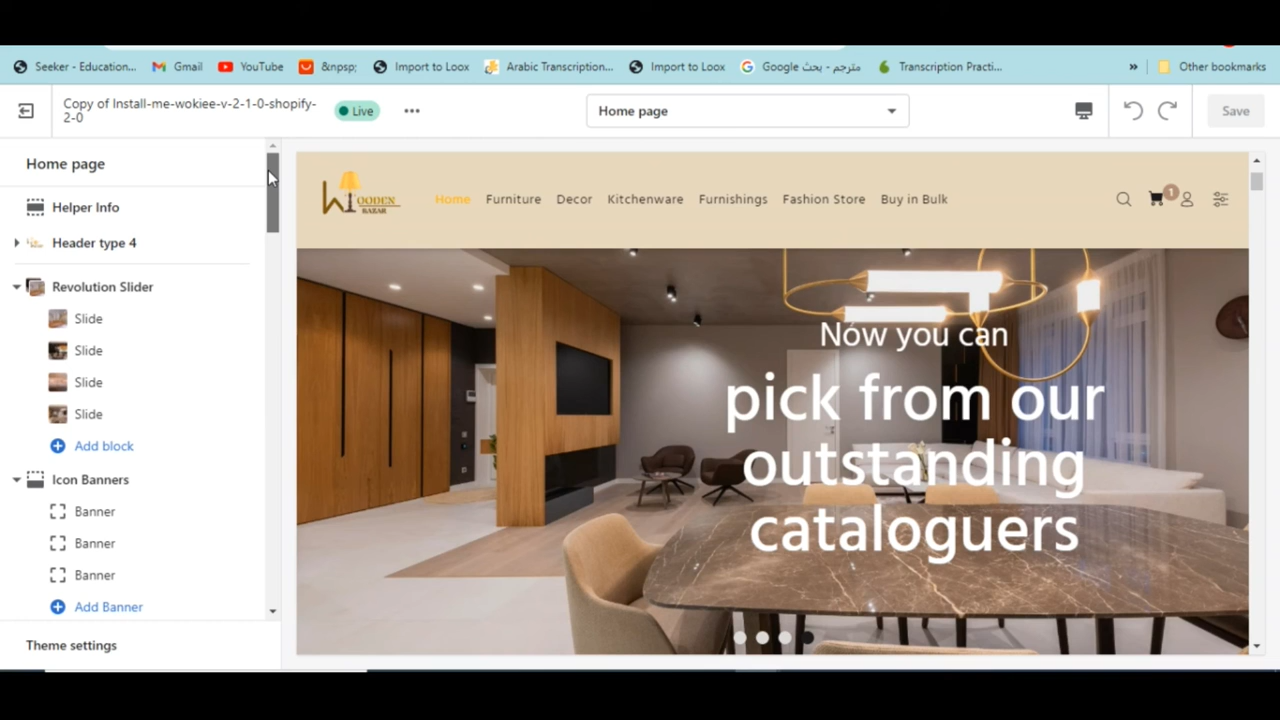 Seeker - Education... Gmail YouTube &npsp; Import to Loox Arabic Transcription... Import to Loox Google مترجم - بحث Transcription Practi... » Other bookmarks
Copy of Install-me-wokiee-v-2-1-0-shopify-
2-0
Live
Home page
Save
Home page
Helper Info
Header type 4
Revolution Slider
Slide
Slide
Slide
Slide
Add block
Icon Banners
Banner
Banner
Banner
Add Banner
Theme settings
WOODEN
BAZAR
Home Furniture Decor Kitchenware Furnishings Fashion Store Buy in Bulk
1
Now you can
pick from our
outstanding
cataloguers